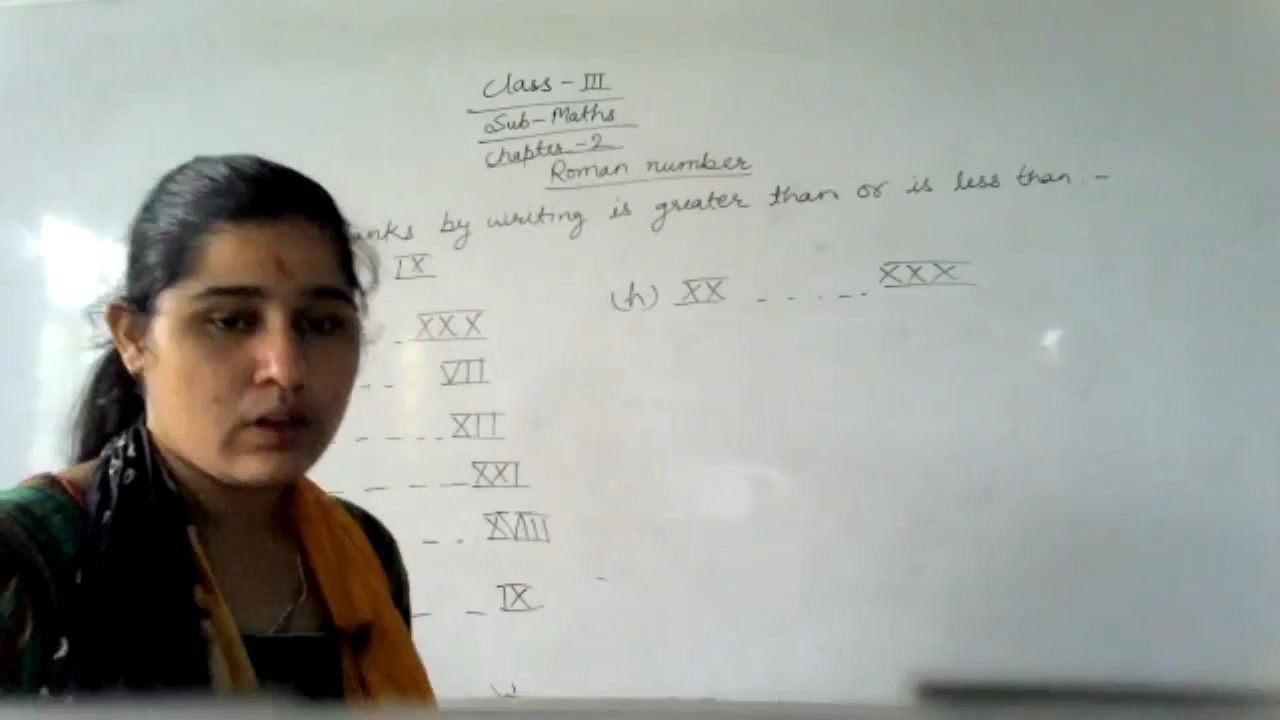 Class - III
Sub - Maths
Chapter - 2
Roman number
by writing is greater than or is less than. -
IX
(h) XX . . . . . XXX
_ XXX
. . VII
_ _ _ _ XII
_ _ _ _ XXI
_ . . XVIII
_ _ IX